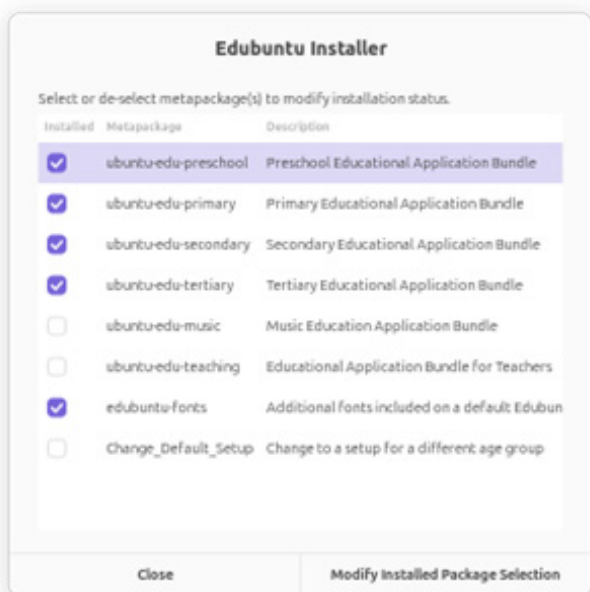 Edubuntu Installer
Select or de-select metapackage(s) to modify installation status.
Installed Metapackage Description
ubuntu-edu-preschool Preschool Educational Application Bundle
ubuntu-edu-primary Primary Educational Application Bundle
ubuntu-edu-secondary Secondary Educational Application Bundle
ubuntu-edu-tertiary Tertiary Educational Application Bundle
ubuntu-edu-music Music Education Application Bundle
ubuntu-edu-teaching Educational Application Bundle for Teachers
edubuntu-fonts Additional fonts included on a default Edubun
Change_Default_Setup Change to a setup for a different age group
Close Modify Installed Package Selection